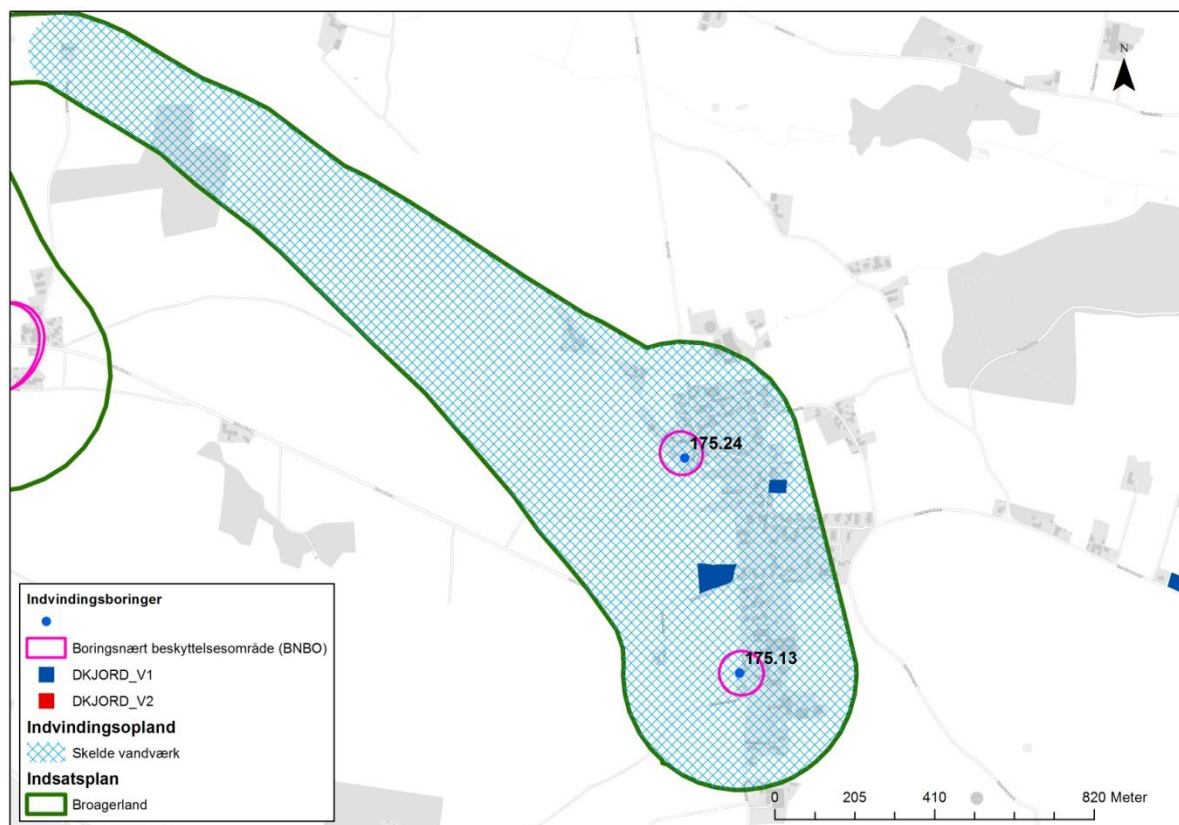 N
175.24
175.13
Indvindingsboringer
Boringsnært beskyttelsesområde (BNBO)
DKJORD_V1
DKJORD_V2
Indvindingsopland
Skelde vandværk
Indsatsplan
Broagerland
0 205 410 820 Meter